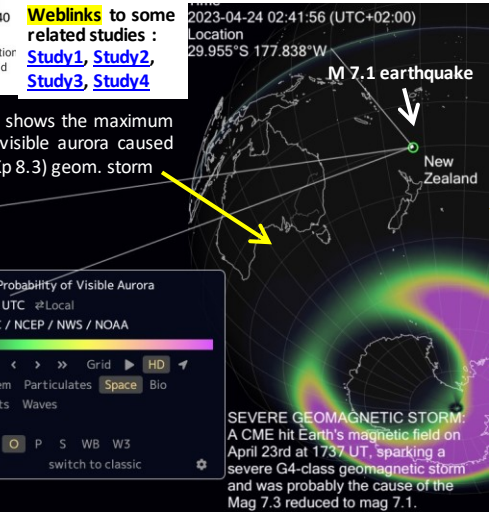 40
Weblinks to some
related studies :
Study1, Study2,
Study3, Study4
Time
2023-04-24 02:41:56 (UTC+02:00)
Location
29.955°S 177.838°W
M 7.1 earthquake
New
Zealand
shows the maximum
visible aurora caused
8.3) geom. storm
Probability of Visible Aurora
UTC ⇄Local
/ NCEP / NWS / NOAA
‹ › » Grid ▶ HD
Particulates Space Bio
Waves
O P S WB W3
switch to classic
SEVERE GEOMAGNETIC STORM:
A CME hit Earth's magnetic field on
April 23rd at 1737 UT, sparking a
severe G4-class geomagnetic storm
and was probably the cause of the
Mag 7.3 reduced to mag 7.1.